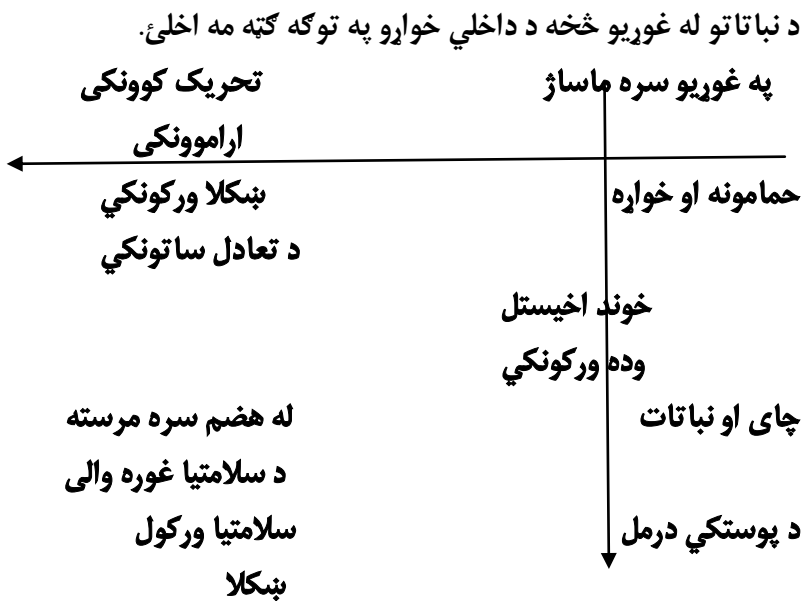 د نباتاتو له غوړیو څخه د داخلي خواړو په توګه ګټه مه اخلئ.
په غوړیو سره ماساژ تحریک کوونکی
اراموونکی
حمامونه او خواړه ښکلا ورکونکي
د تعادل ساتونکي
خوند اخیستل
وده ورکونکي
چای او نباتات له هضم سره مرسته
د سلامتیا غوره والی
د پوستکي درمل سلامتیا ورکول
ښکلا